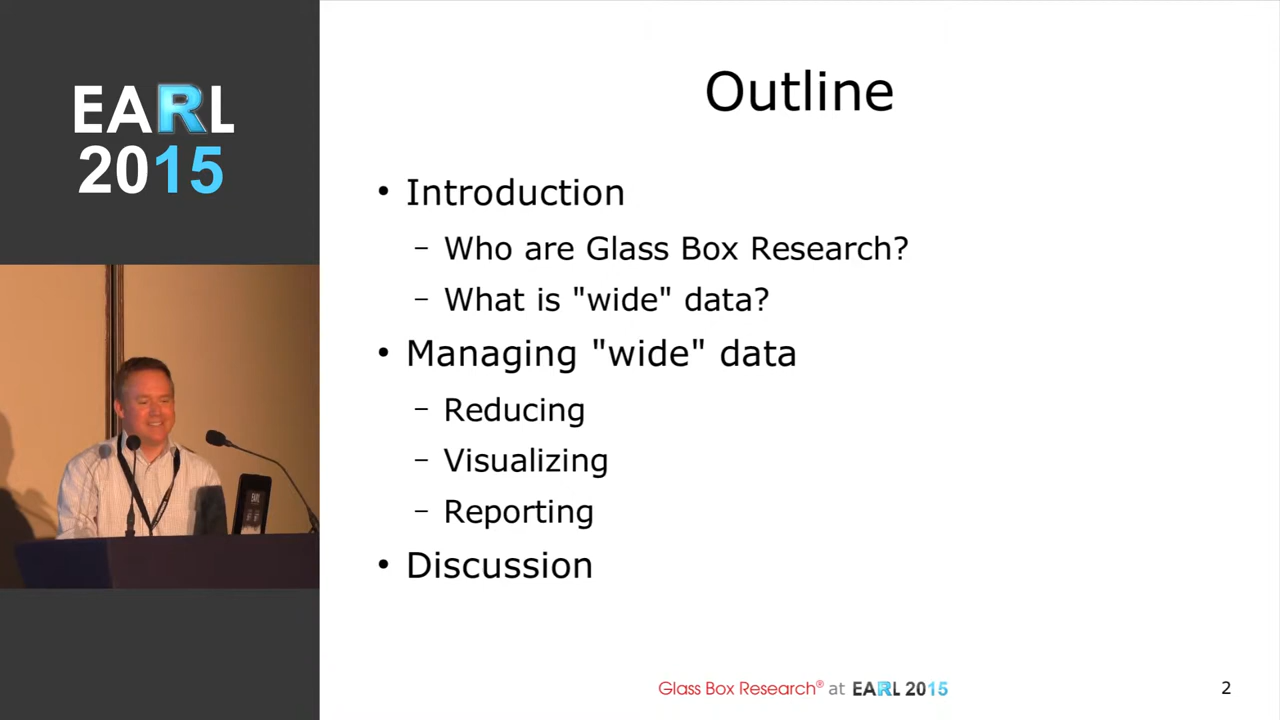 EARL
2015
Outline
• Introduction
– Who are Glass Box Research?
– What is "wide" data?
• Managing "wide" data
– Reducing
– Visualizing
– Reporting
• Discussion
Glass Box Research® at EARL 2015
2